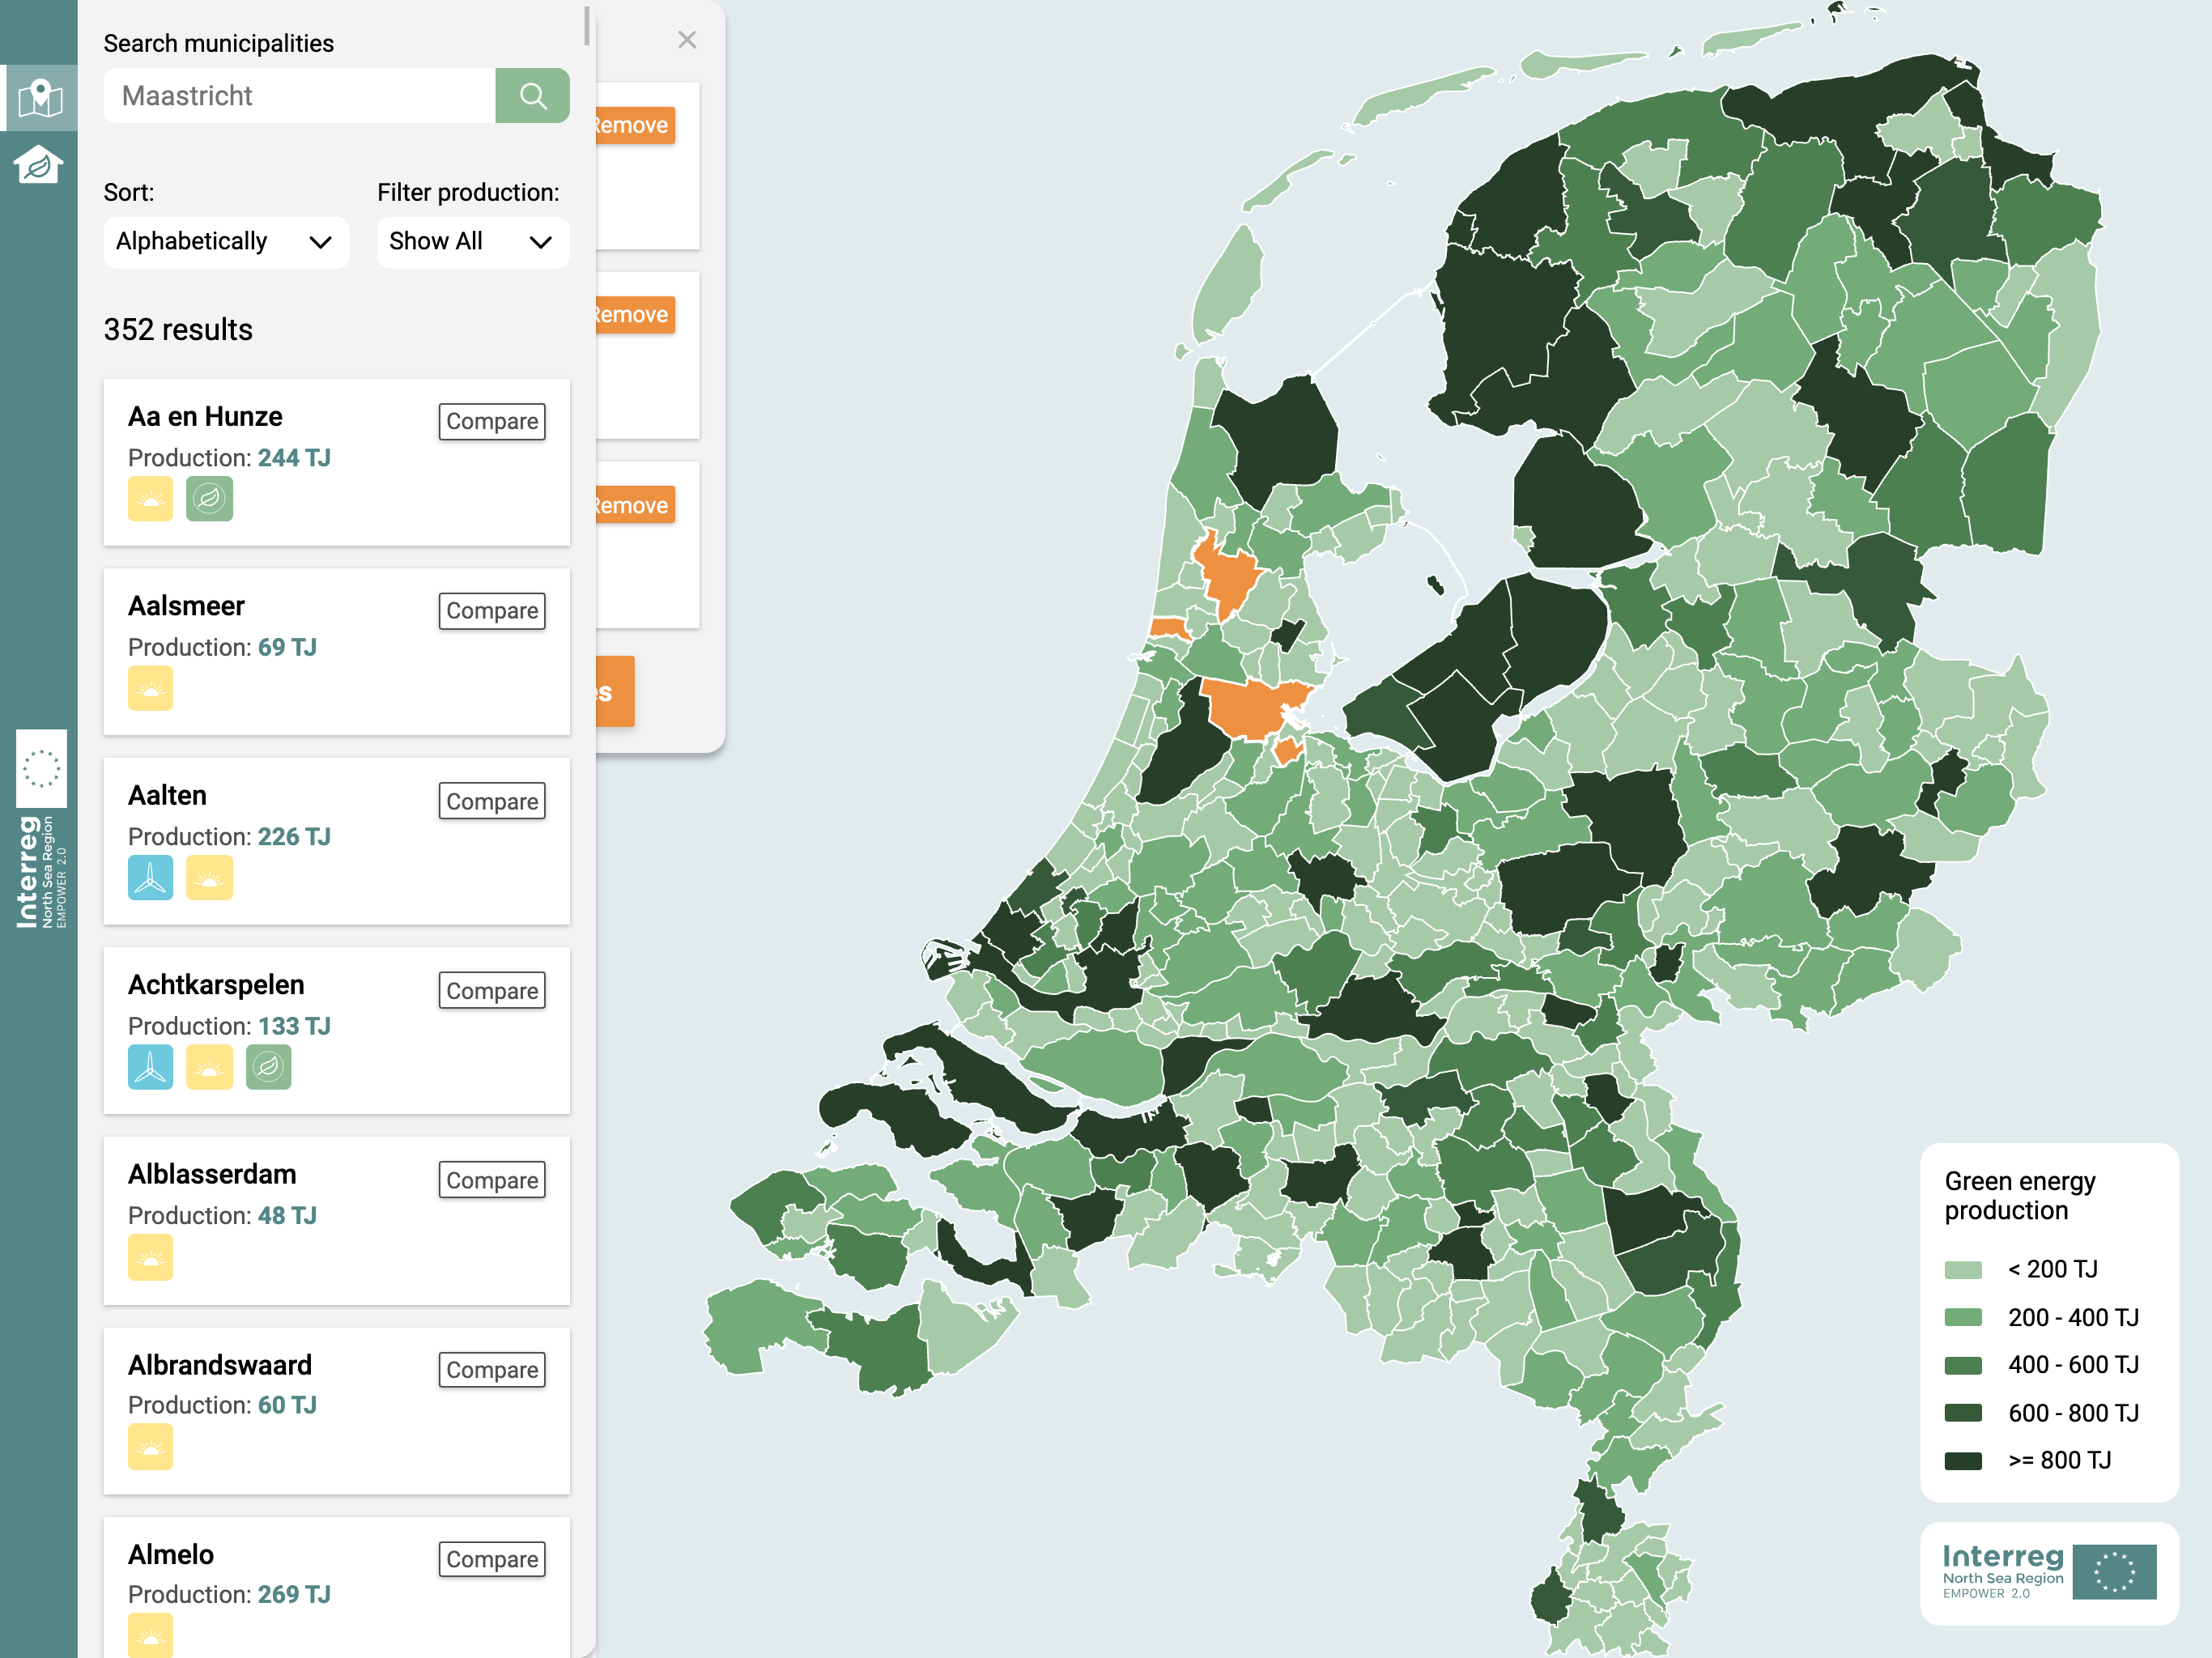 Search municipalities
Maastricht
Sort:
Filter production:
Alphabetically
Show All
352 results
Aa en Hunze
Compare
Production: 244 TJ
Aalsmeer
Compare
Production: 69 TJ
Aalten
Compare
Production: 226 TJ
Achtkarspelen
Compare
Production: 133 TJ
Alblasserdam
Compare
Production: 48 TJ
Albrandswaard
Compare
Production: 60 TJ
Almelo
Compare
Production: 269 TJ
Remove
Remove
Remove
Interreg
North Sea Region
EMPOWER 2.0
Green energy
production
< 200 TJ
200 - 400 TJ
400 - 600 TJ
600 - 800 TJ
>= 800 TJ
Interreg
North Sea Region
EMPOWER 2.0